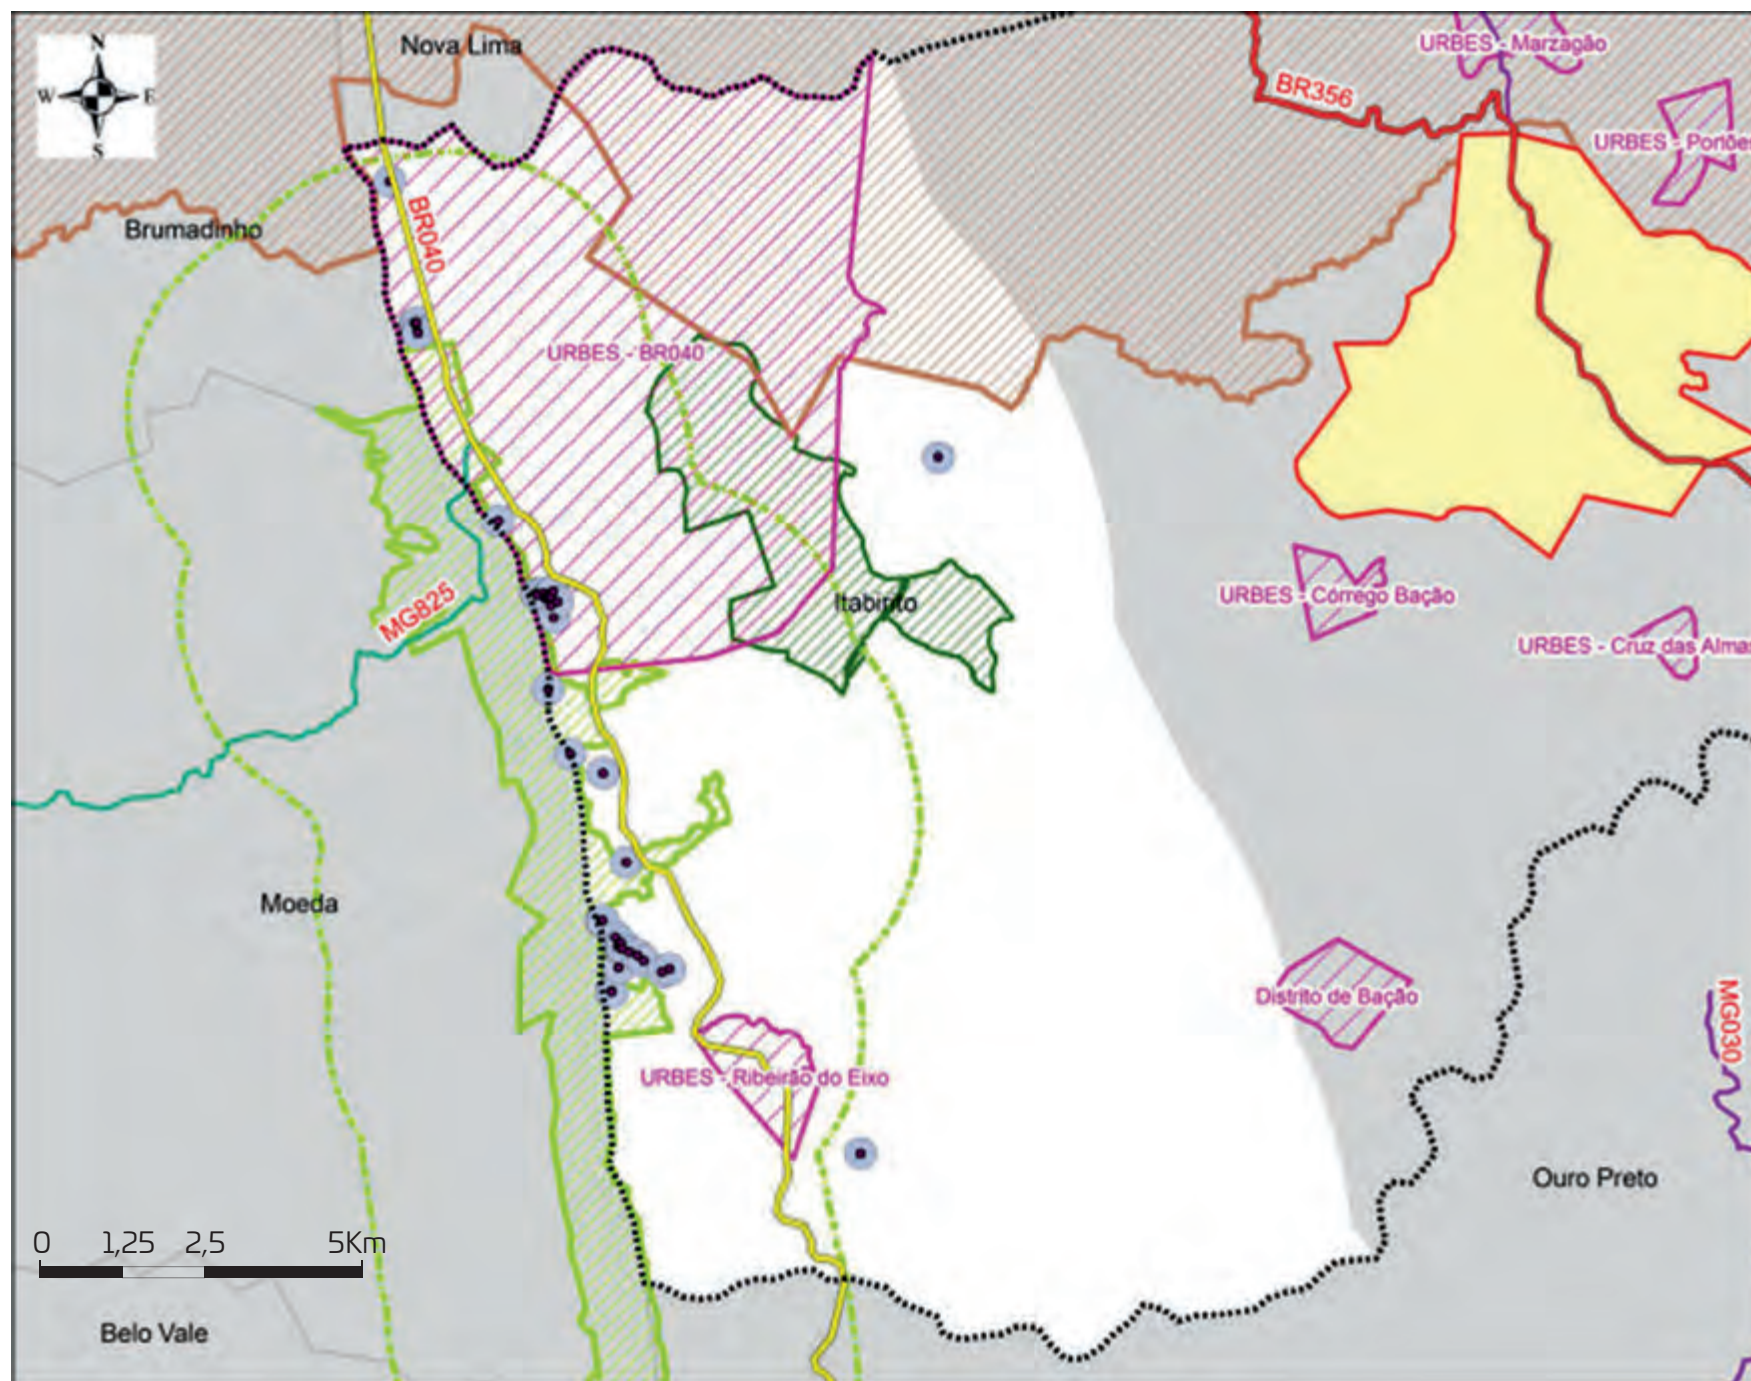 N
W
E
S
Nova Lima
URBES - Marzagão
BR356
URBES - Portões
Brumadinho
BR040
URBES - BR040
MG825
URBES - Córrego Bação
Itabirito
URBES - Cruz das Almas
Moeda
Distrito de Bação
MG030
URBES - Ribeirão do Eixo
Ouro Preto
0 1,25 2,5 5Km
Belo Vale